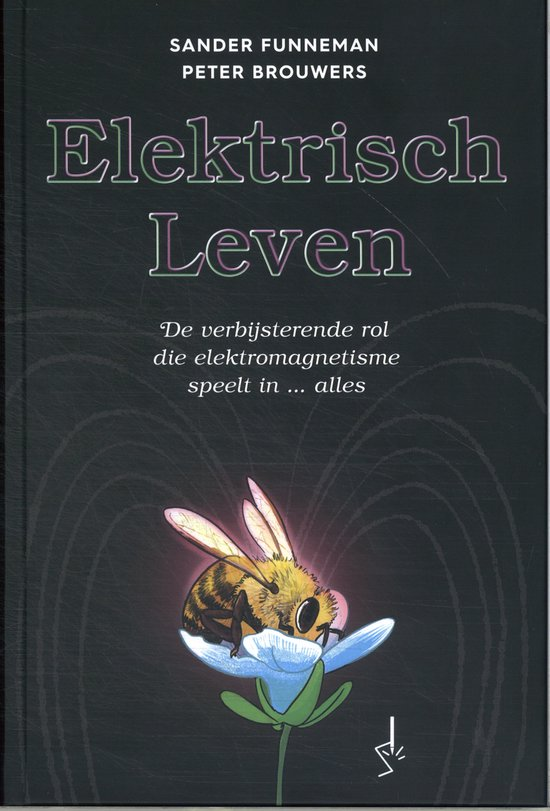 SANDER FUNNEMAN
PETER BROUWERS
Elektrisch
Leven
De verbijsterende rol
die elektromagnetisme
speelt in ... alles